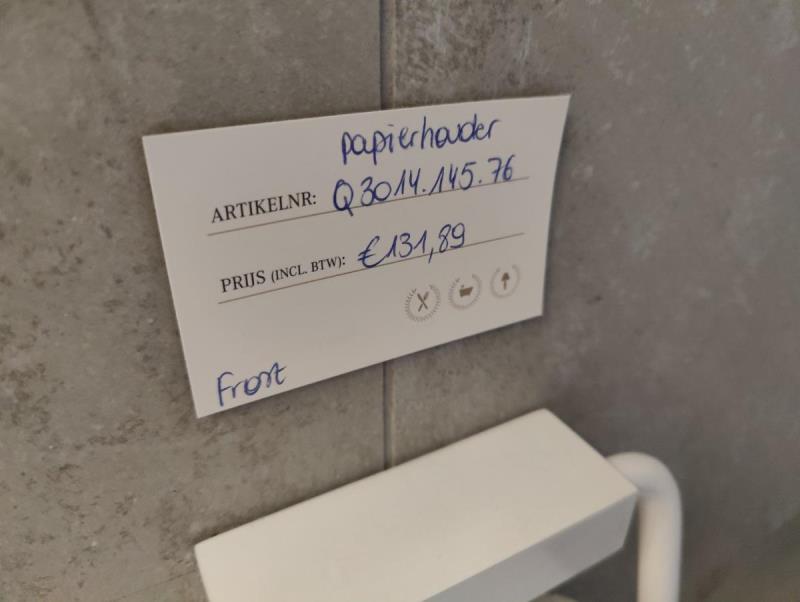 papierhouder
ARTIKELNR: Q3014.145.76
PRIJS (INCL. BTW): €131,89
Frost